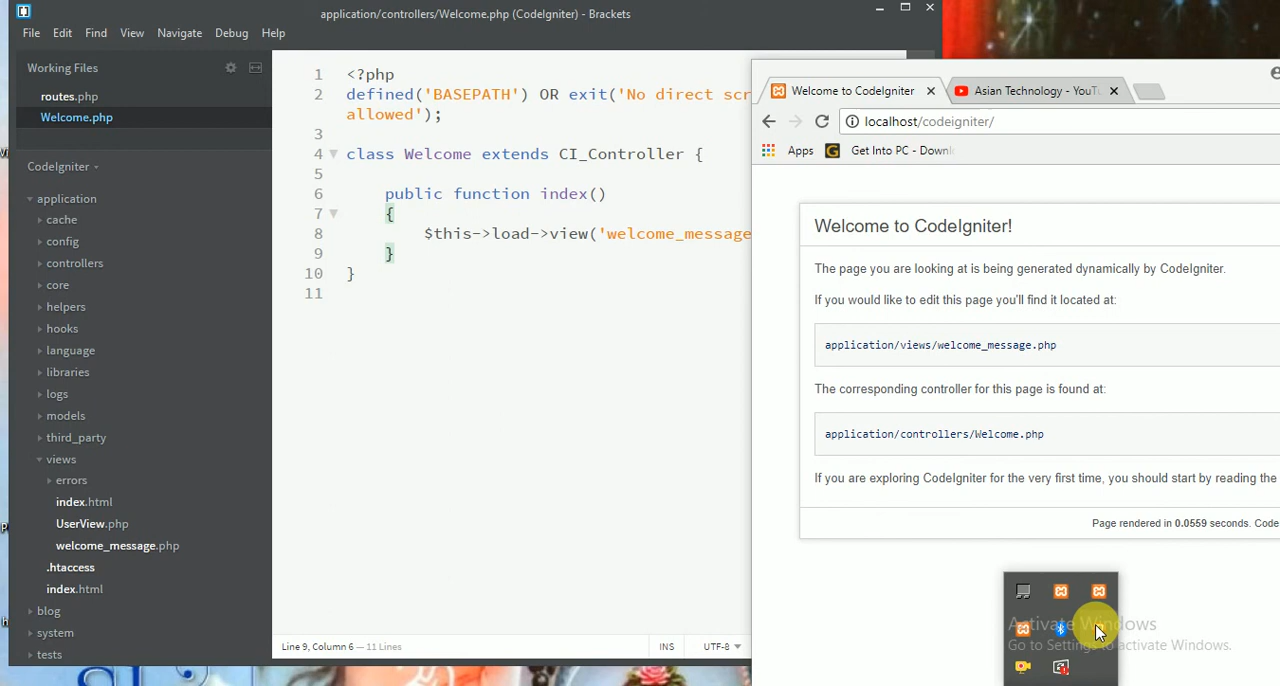 application/controllers/Welcome.php (CodeIgniter) - Brackets
File Edit Find View Navigate Debug Help
Working Files
routes.php
Welcome.php
CodeIgniter
application
cache
config
controllers
core
helpers
hooks
language
libraries
logs
models
third_party
views
errors
index.html
UserView.php
welcome_message.php
.htaccess
index.html
blog
system
tests
1 <?php
2 defined('BASEPATH') OR exit('No direct scr
allowed');
3
4 class Welcome extends CI_Controller {
5
6 public function index()
7 {
8 $this->load->view('welcome_message
9 }
10 }
11
Line 9, Column 6 — 11 Lines
INS
UTF-8
Welcome to CodeIgniter
Asian Technology - YouTu
localhost/codeigniter/
Apps
Get Into PC - Downl
Welcome to CodeIgniter!
The page you are looking at is being generated dynamically by CodeIgniter.
If you would like to edit this page you'll find it located at:
application/views/welcome_message.php
The corresponding controller for this page is found at:
application/controllers/Welcome.php
If you are exploring CodeIgniter for the very first time, you should start by reading the
Page rendered in 0.0559 seconds. Code
Activate Windows
Go to Settings to activate Windows.